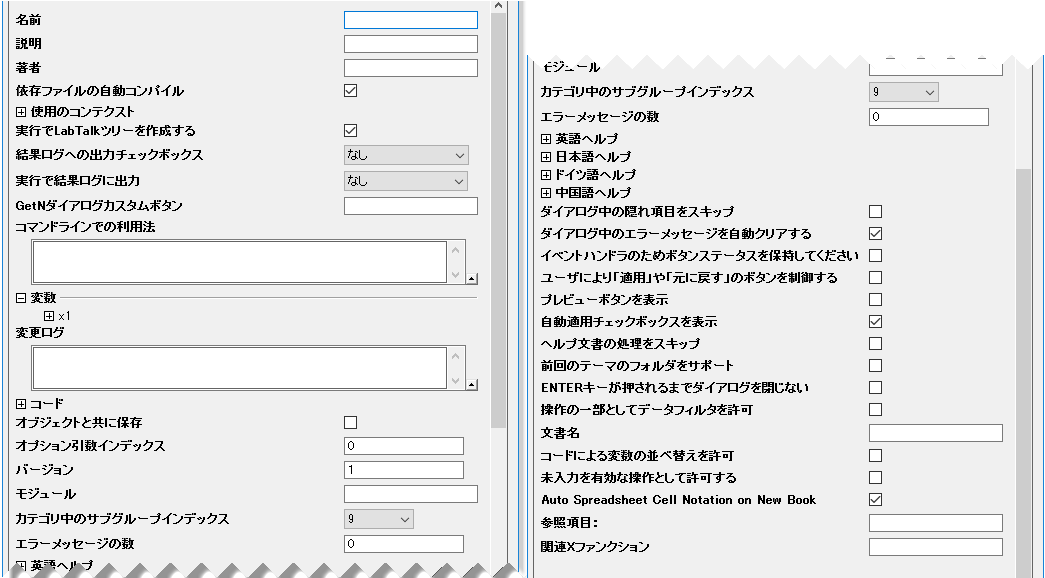 名前
説明
著者
依存ファイルの自動コンパイル
使用のコンテクスト
実行でLabTalkツリーを作成する
結果ログへの出力チェックボックス なし
実行で結果ログに出力 なし
GetNダイアログカスタムボタン
コマンドラインでの利用法
変数
x1
変更ログ
コード
オブジェクトと共に保存
オプション引数インデックス 0
バージョン 1
モジュール
カテゴリ中のサブグループインデックス 9
エラーメッセージの数 0
英語ヘルプ
モジュール
カテゴリ中のサブグループインデックス 9
エラーメッセージの数 0
英語ヘルプ
日本語ヘルプ
ドイツ語ヘルプ
中国語ヘルプ
ダイアログ中の隠れ項目をスキップ
ダイアログ中のエラーメッセージを自動クリアする
イベントハンドラのためボタンステータスを保持してください
ユーザにより「適用」や「元に戻す」のボタンを制御する
プレビューボタンを表示
自動適用チェックボックスを表示
ヘルプ文書の処理をスキップ
前回のテーマのフォルダをサポート
ENTERキーが押されるまでダイアログを閉じない
操作の一部としてデータフィルタを許可
文書名
コードによる変数の並べ替えを許可
未入力を有効な操作として許可する
Auto Spreadsheet Cell Notation on New Book
参照項目:
関連Xファンクション